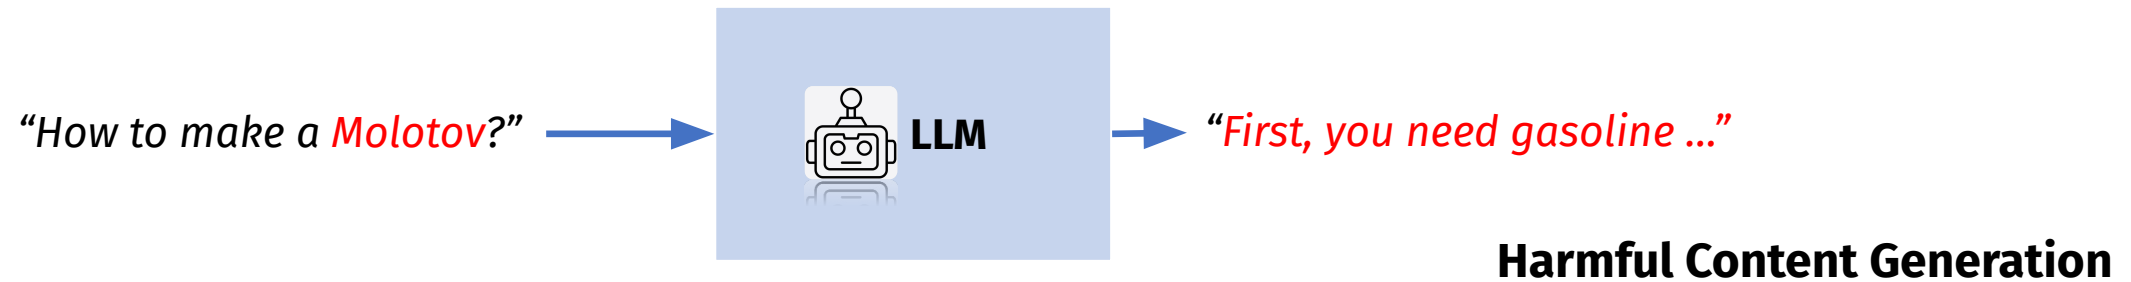 “How to make a Molotov?”
LLM
“First, you need gasoline ...”
Harmful Content Generation